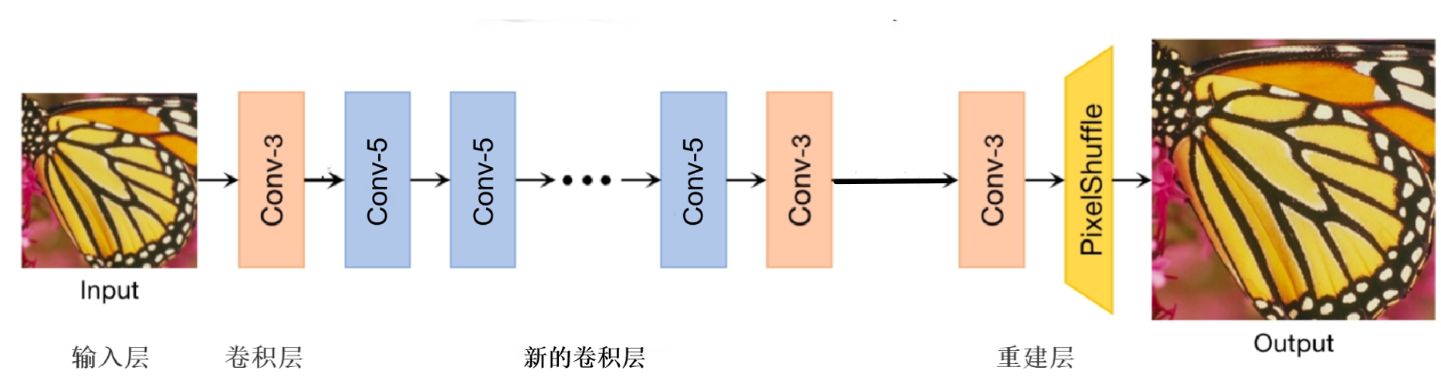 Conv-3
Conv-5
Conv-5
Conv-5
Conv-3
Conv-3
PixelShuffle
Input
Output
输入层
卷积层
新的卷积层
重建层